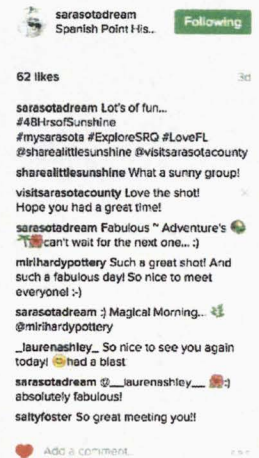 sarasotadream
Spanish Point His...
Following
62 likes
3d
sarasotadream Lot's of fun...
#48HrsofSunshine
#mysarasota #ExploreSRQ #LoveFL
@sharealittlesunshine @visitsarasotacounty
sharealittlesunshine What a sunny group!
visitsarasotacounty Love the shot!
Hope you had a great time!
sarasotadream Fabulous ~ Adventure's
can't wait for the next one... :)
mirihardypottery Such a great shot! And
such a fabulous day! So nice to meet
everyone! :-)
sarasotadream :) Magical Morning...
@mirihardypottery
_laurenashley_ So nice to see you again
today! had a blast
sarasotadream @__laurenashley__ :)
absolutely fabulous!
saltyfoster So great meeting you!!
Add a comment...